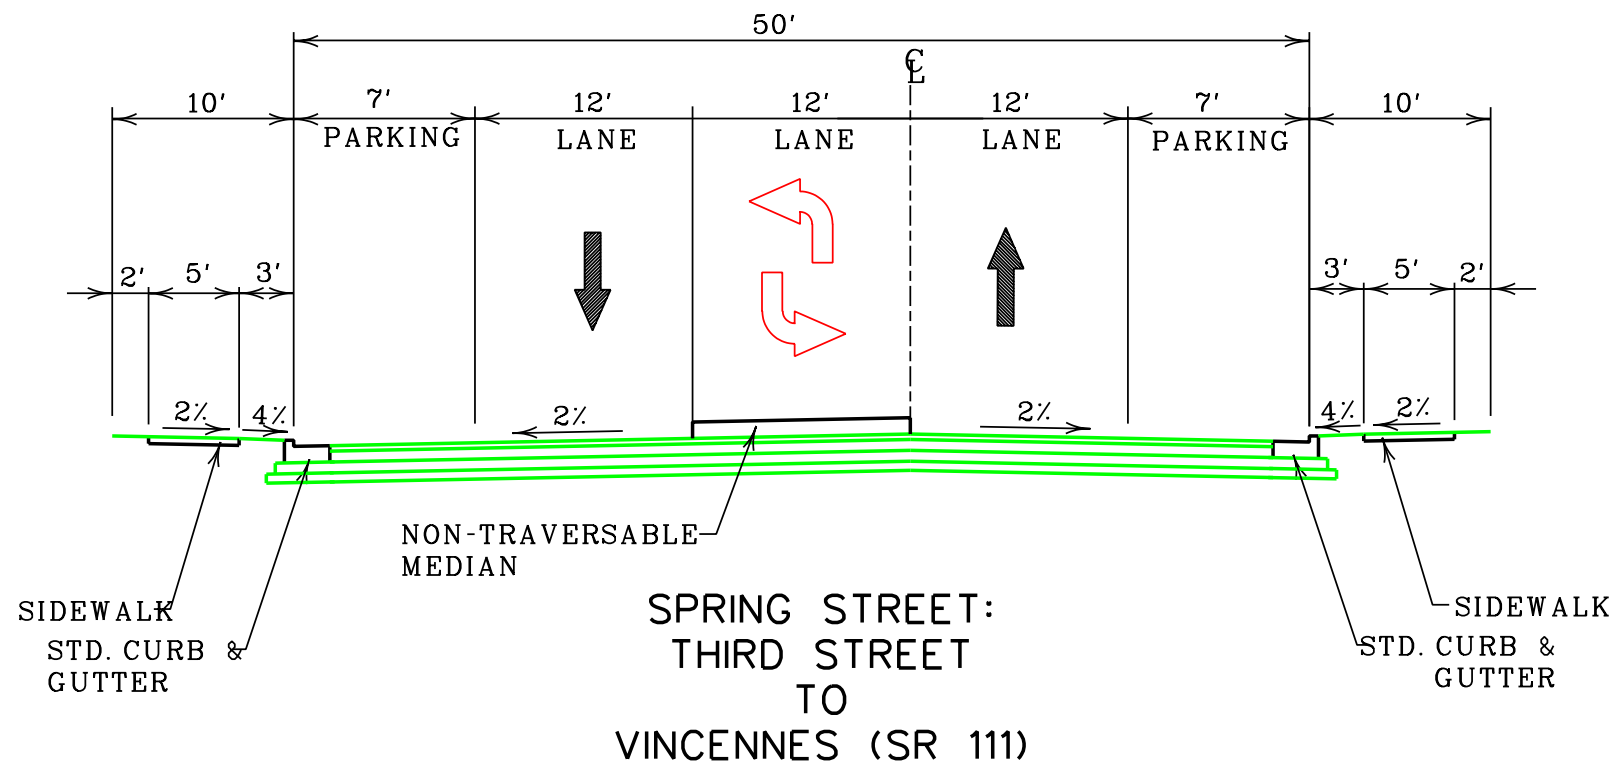 50'
℄
10' 7' 12' 12' 12' 7' 10'
PARKING LANE LANE LANE PARKING
2' 5' 3' 3' 5' 2'
2% 4% 2% 2% 4% 2%
NON-TRAVERSABLE
MEDIAN
SIDEWALK
STD. CURB &
GUTTER
SIDEWALK
STD. CURB &
GUTTER
SPRING STREET:
THIRD STREET
TO
VINCENNES (SR 111)